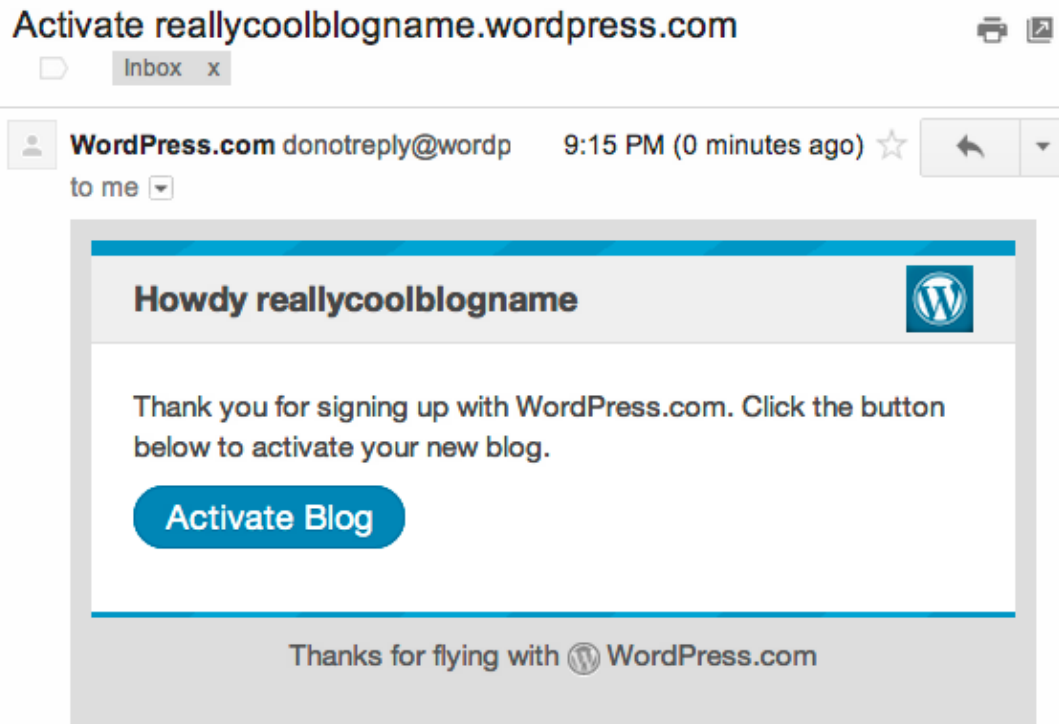 Activate reallycoolblogname.wordpress.com
Inbox x
WordPress.com donotreply@wordp 9:15 PM (0 minutes ago)
to me
Howdy reallycoolblogname
Thank you for signing up with WordPress.com. Click the button
below to activate your new blog.
Activate Blog
Thanks for flying with WordPress.com